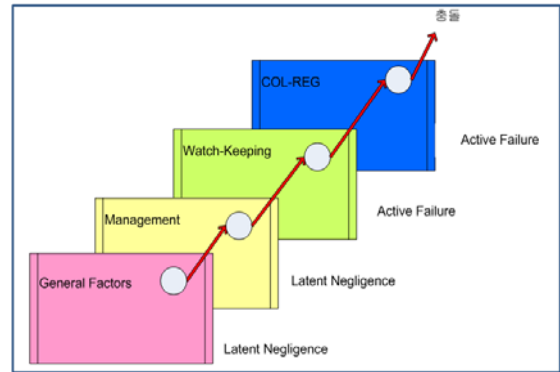 충돌
COL-REG
Active Failure
Watch-Keeping
Active Failure
Management
Latent Negligence
General Factors
Latent Negligence